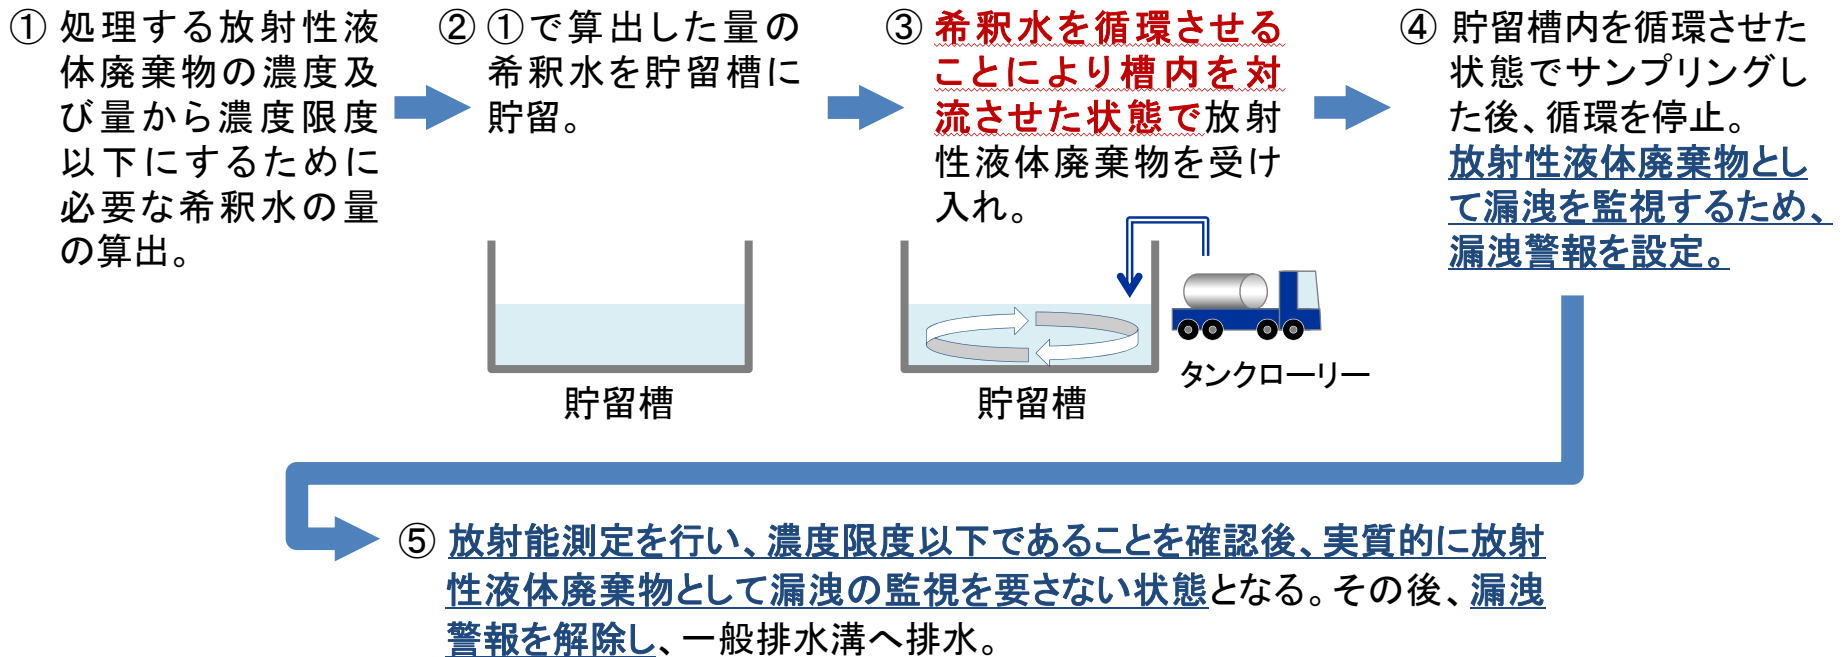 ① 処理する放射性液
体廃棄物の濃度及
び量から濃度限度
以下にするために
必要な希釈水の量
の算出。
② ①で算出した量の
希釈水を貯留槽に
貯留。
貯留槽
③ 希釈水を循環させる
ことにより槽内を対
流させた状態で放射
性液体廃棄物を受け
入れ。
タンクローリー
貯留槽
④ 貯留槽内を循環させた
状態でサンプリングし
た後、循環を停止。
放射性液体廃棄物とし
て漏洩を監視するため、
漏洩警報を設定。
⑤ 放射能測定を行い、濃度限度以下であることを確認後、実質的に放射
性液体廃棄物として漏洩の監視を要さない状態となる。その後、漏洩
警報を解除し、一般排水溝へ排水。